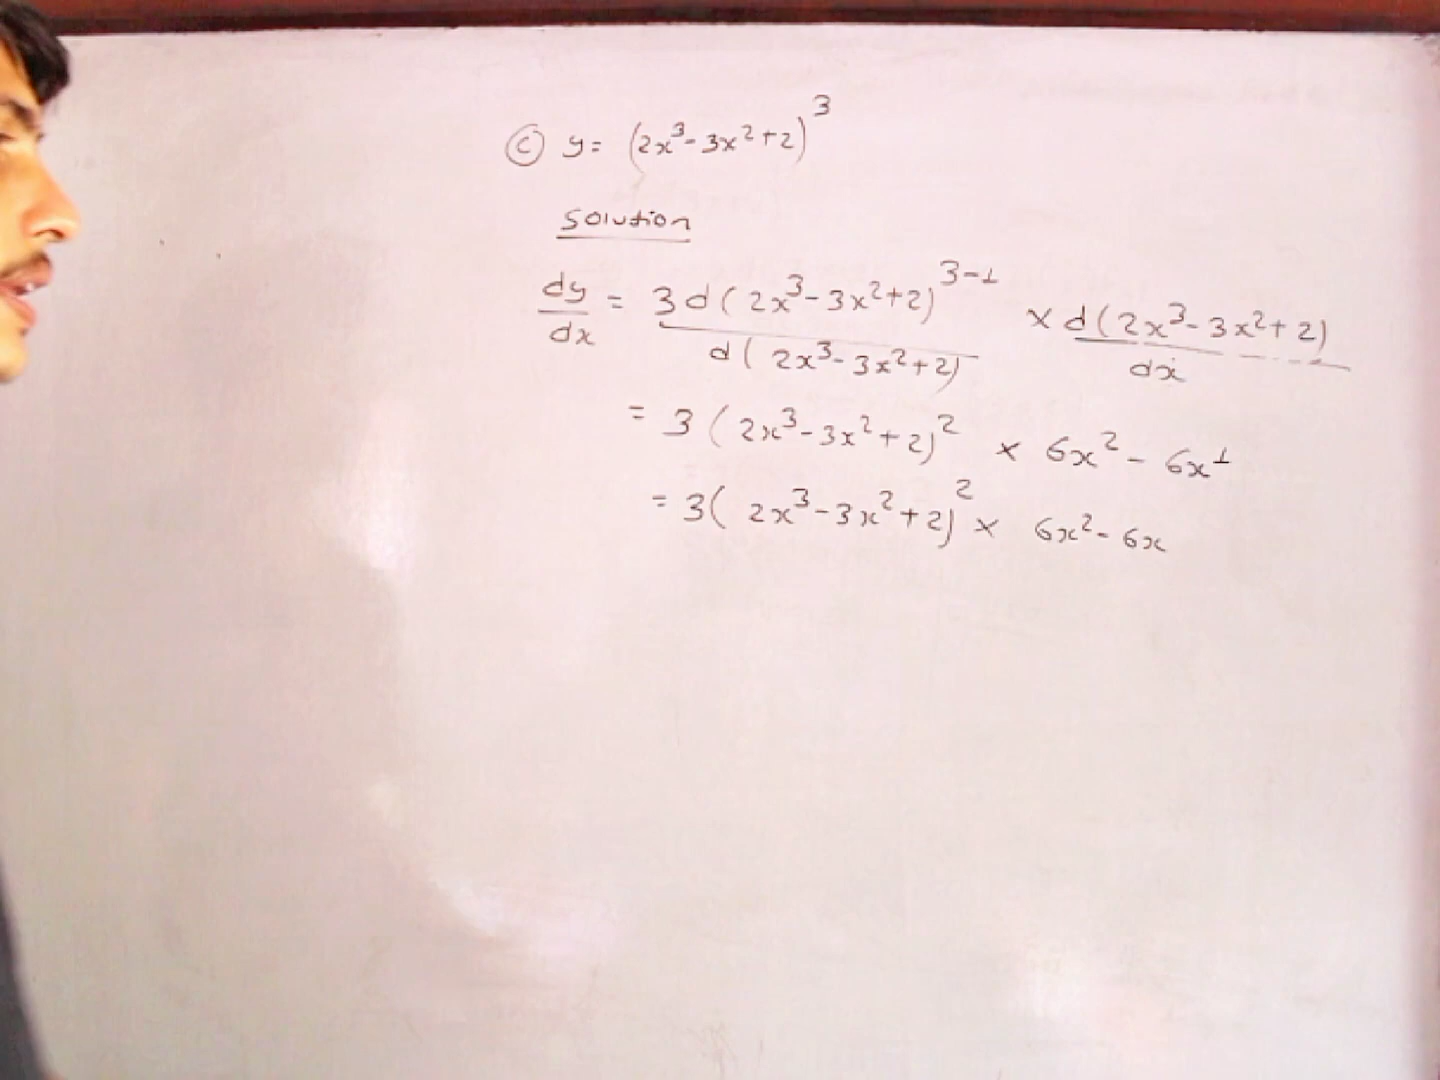 (c) y = (2x³ - 3x² + 2)³
Solution
dy/dx = 3d(2x³ - 3x² + 2)³⁻¹ / d(2x³ - 3x² + 2) × d(2x³ - 3x² + 2) / dx
= 3(2x³ - 3x² + 2)² × 6x² - 6x¹
= 3(2x³ - 3x² + 2)² × 6x² - 6x